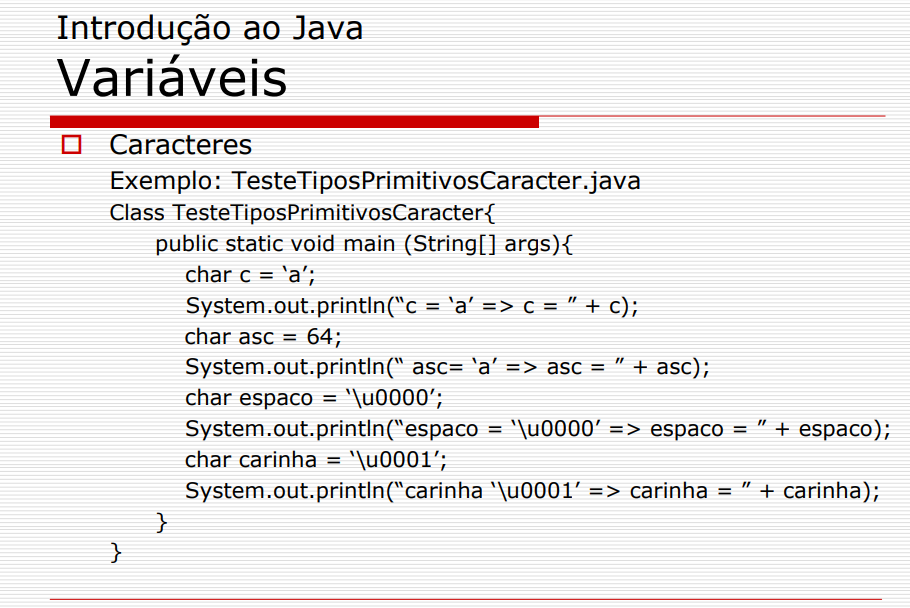 Introdução ao Java
Variáveis
Caracteres
Exemplo: TesteTiposPrimitivosCaracter.java
Class TesteTiposPrimitivosCaracter{
public static void main (String[] args){
char c = ‘a’;
System.out.println(“c = ‘a’ => c = ” + c);
char asc = 64;
System.out.println(“ asc= ‘a’ => asc = ” + asc);
char espaco = ‘\u0000’;
System.out.println(“espaco = ‘\u0000’ => espaco = ” + espaco);
char carinha = ‘\u0001’;
System.out.println(“carinha ‘\u0001’ => carinha = ” + carinha);
}
}